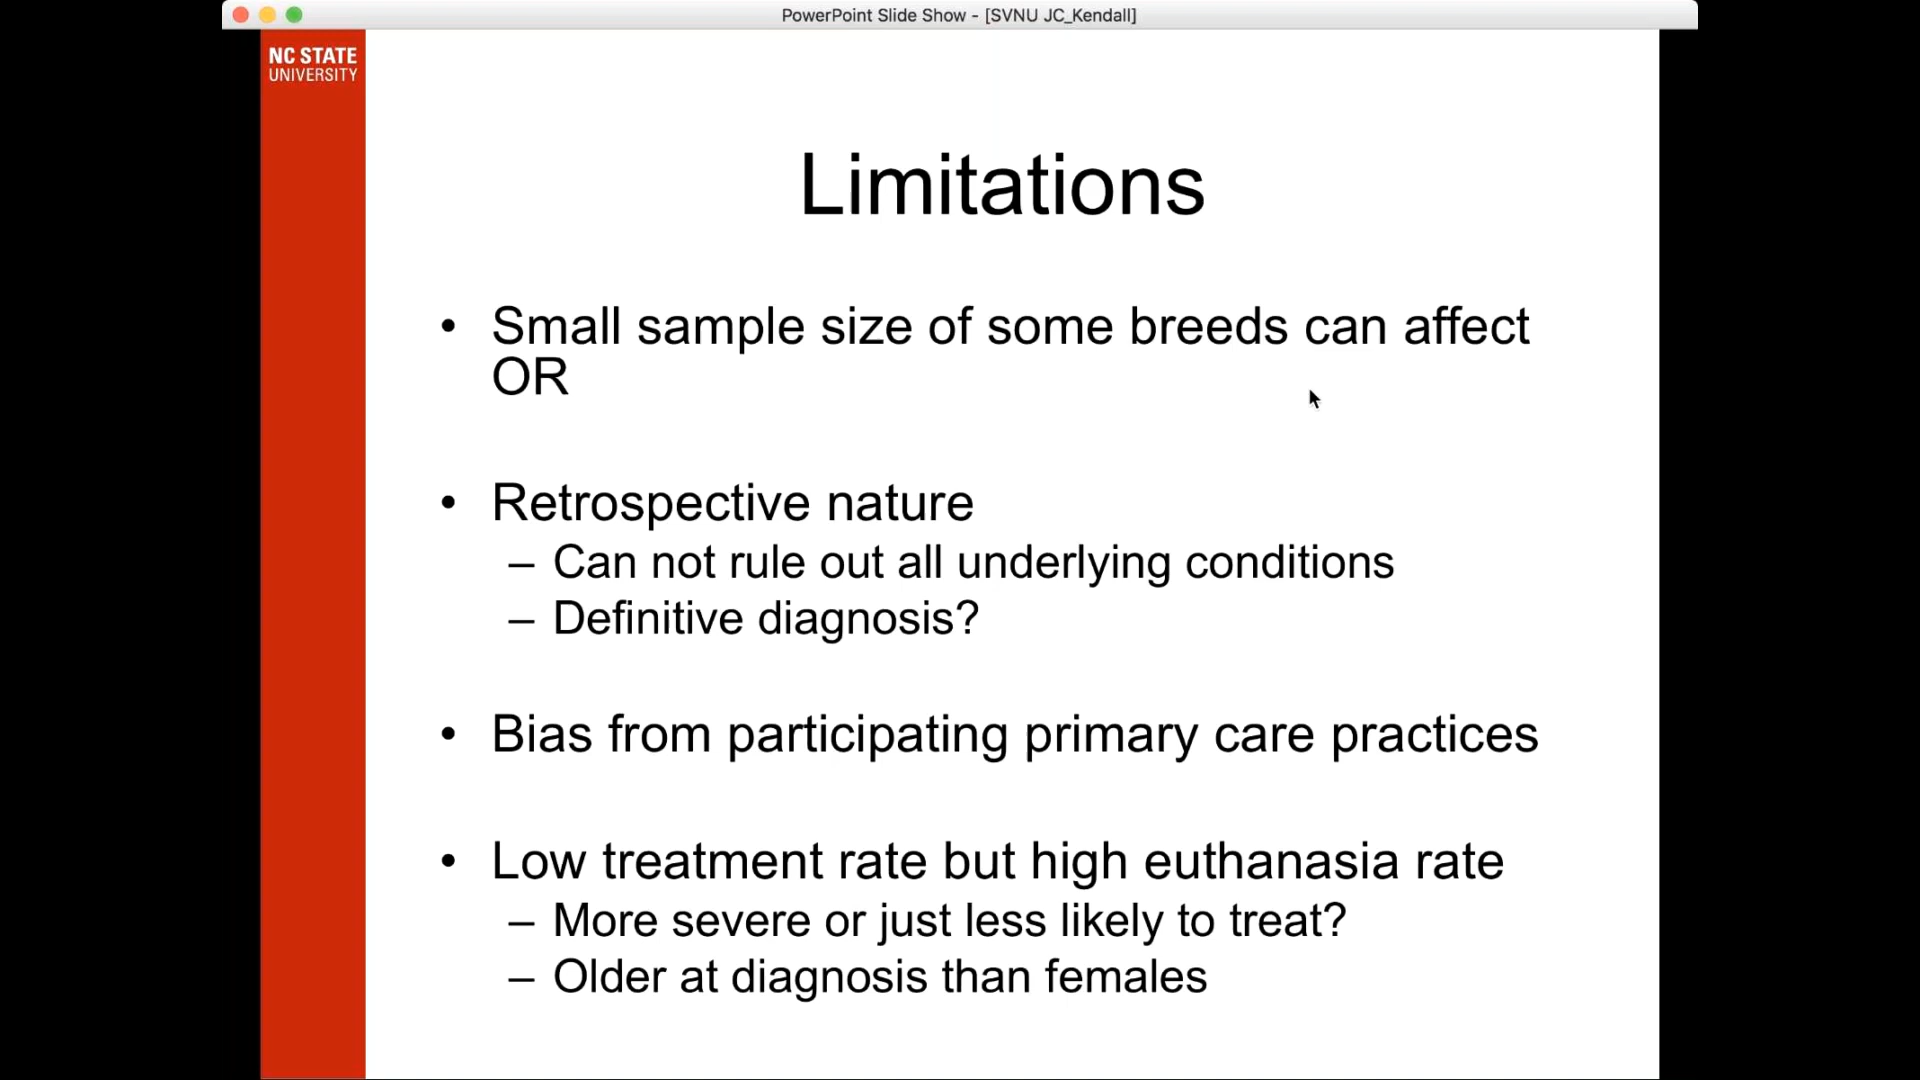 PowerPoint Slide Show - [SVNU JC_Kendall]
NC STATE
UNIVERSITY
Limitations
• Small sample size of some breeds can affect
OR
• Retrospective nature
– Can not rule out all underlying conditions
– Definitive diagnosis?
• Bias from participating primary care practices
• Low treatment rate but high euthanasia rate
– More severe or just less likely to treat?
– Older at diagnosis than females